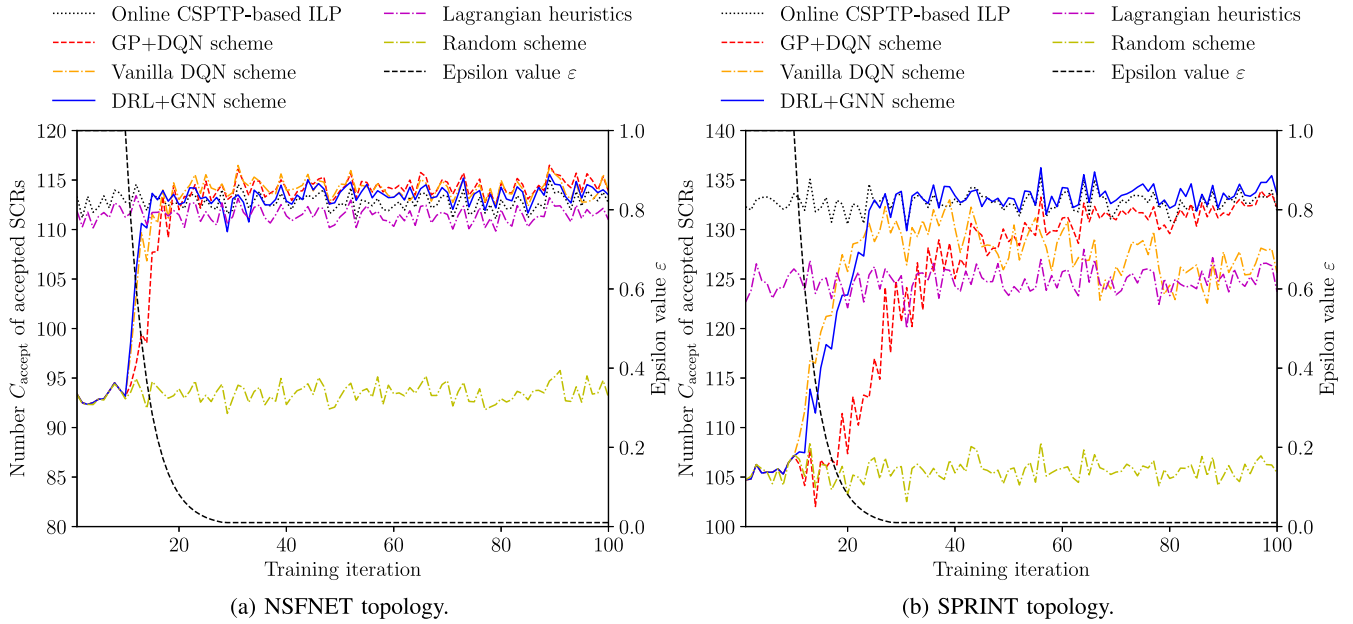 Online CSPTP-based ILP
GP+DQN scheme
Vanilla DQN scheme
DRL+GNN scheme
Lagrangian heuristics
Random scheme
Epsilon value ε
120
115
110
105
100
95
90
85
80
Number C_accept of accepted SCRs
1.0
0.8
0.6
0.4
0.2
0.0
Epsilon value ε
20
40
60
80
100
Training iteration
(a) NSFNET topology.
Online CSPTP-based ILP
GP+DQN scheme
Vanilla DQN scheme
DRL+GNN scheme
Lagrangian heuristics
Random scheme
Epsilon value ε
140
135
130
125
120
115
110
105
100
Number C_accept of accepted SCRs
1.0
0.8
0.6
0.4
0.2
0.0
Epsilon value ε
20
40
60
80
100
Training iteration
(b) SPRINT topology.